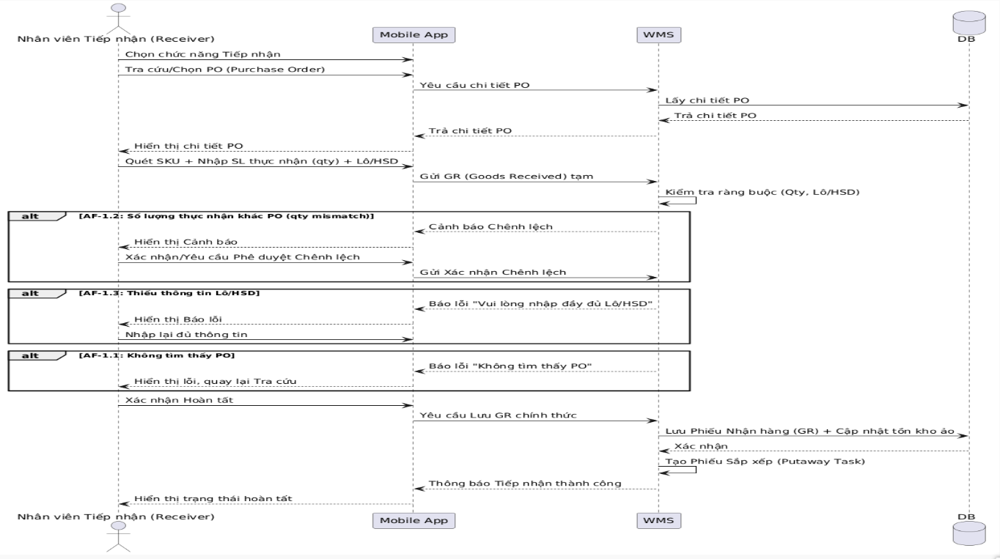 Nhân viên Tiếp nhận (Receiver)
Mobile App
WMS
DB
Chọn chức năng Tiếp nhận
Tra cứu/Chọn PO (Purchase Order)
Yêu cầu chi tiết PO
Lấy chi tiết PO
Trả chi tiết PO
Trả chi tiết PO
Hiển thị chi tiết PO
Quét SKU + Nhập SL thực nhận (qty) + Lô/HSD
Gửi GR (Goods Received) tạm
Kiểm tra ràng buộc (Qty, Lô/HSD)
alt [AF-1.2: Số lượng thực nhận khác PO (qty mismatch)]
Cảnh báo Chênh lệch
Hiển thị Cảnh báo
Xác nhận/Yêu cầu Phê duyệt Chênh lệch
Gửi Xác nhận Chênh lệch
alt [AF-1.3: Thiếu thông tin Lô/HSD]
Báo lỗi "Vui lòng nhập đầy đủ Lô/HSD"
Hiển thị Báo lỗi
Nhập lại đủ thông tin
alt [AF-1.1: Không tìm thấy PO]
Báo lỗi "Không tìm thấy PO"
Hiển thị lỗi, quay lại Tra cứu
Xác nhận Hoàn tất
Yêu cầu Lưu GR chính thức
Lưu Phiếu Nhận hàng (GR) + Cập nhật tồn kho ảo
Xác nhận
Tạo Phiếu Sắp xếp (Putaway Task)
Thông báo Tiếp nhận thành công
Hiển thị trạng thái hoàn tất
Nhân viên Tiếp nhận (Receiver)
Mobile App
WMS
DB